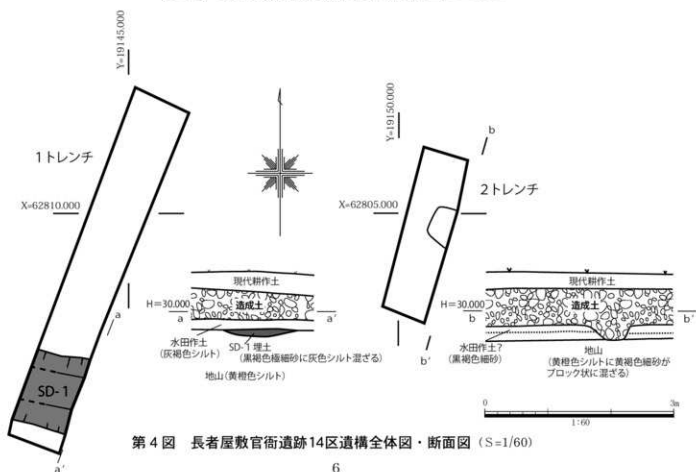 Y=19145.000
1トレンチ
X=62810.000
a
SD-1
a'
現代耕作土
造成土
H=30.000
a
a'
水田作土
(灰褐色シルト)
SD-1 埋土
(黒褐色極細砂に灰色シルト混ざる)
地山(黄橙色シルト)
Y=19150.000
b
2トレンチ
X=62805.000
b'
現代耕作土
造成土
H=30.000
b
b'
水田作土?
(黒褐色細砂)
地山
(黄橙色シルトに黄褐色細砂が
ブロック状に混ざる)
0
3m
1:60
第4図 長者屋敷官衙遺跡14区遺構全体図・断面図(S=1/60)
6